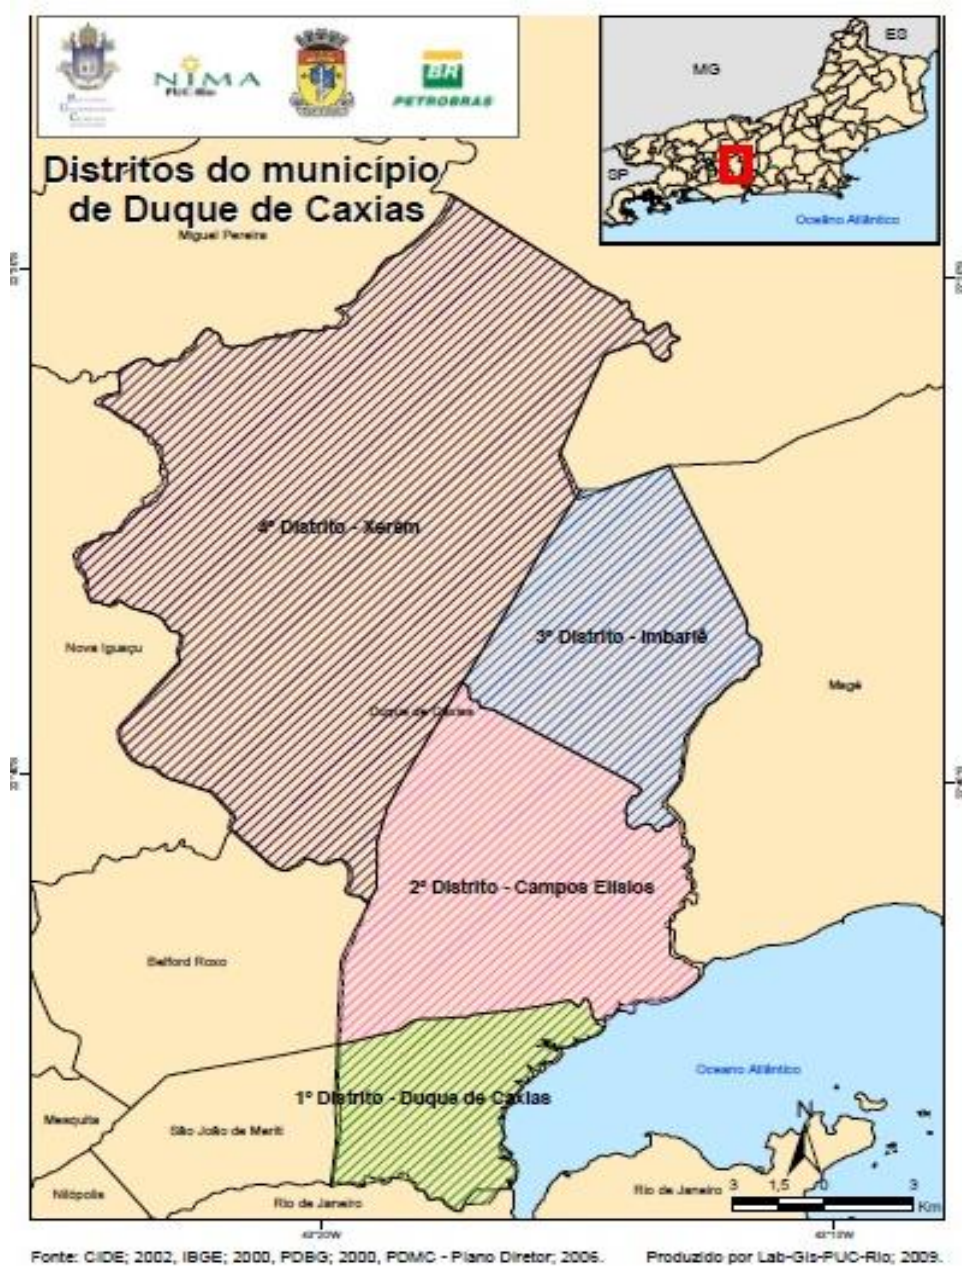 NIMA
PUC-Rio
BR
PETROBRAS
Distritos do município
de Duque de Caxias
MG
ES
SP
Oceâno Atlântico
Miguel Pereira
4º Distrito - Xerém
3º Distrito - Imbariê
Nova Iguaçu
Magé
Duque de Caxias
2º Distrito - Campos Elísios
Belford Roxo
Oceano Atlântico
1º Distrito - Duque de Caxias
N
Mesquita
São João de Meriti
Nilópolis
Rio de Janeiro
Rio de Janeiro
3 1,5 0 3
Km
Fonte: CIDE; 2002, IBGE; 2000, PDBG; 2000, PDMC - Plano Diretor; 2006.
Produzido por Lab-Gis-PUC-Rio; 2009.